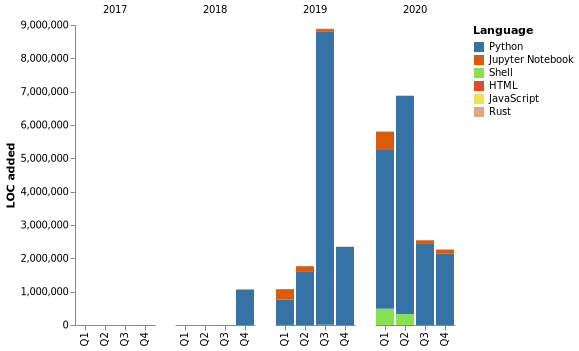 2017 2018 2019 2020
LOC added
9,000,000
8,000,000
7,000,000
6,000,000
5,000,000
4,000,000
3,000,000
2,000,000
1,000,000
0
Q1 Q2 Q3 Q4 Q1 Q2 Q3 Q4 Q1 Q2 Q3 Q4 Q1 Q2 Q3 Q4
Language
Python
Jupyter Notebook
Shell
HTML
JavaScript
Rust